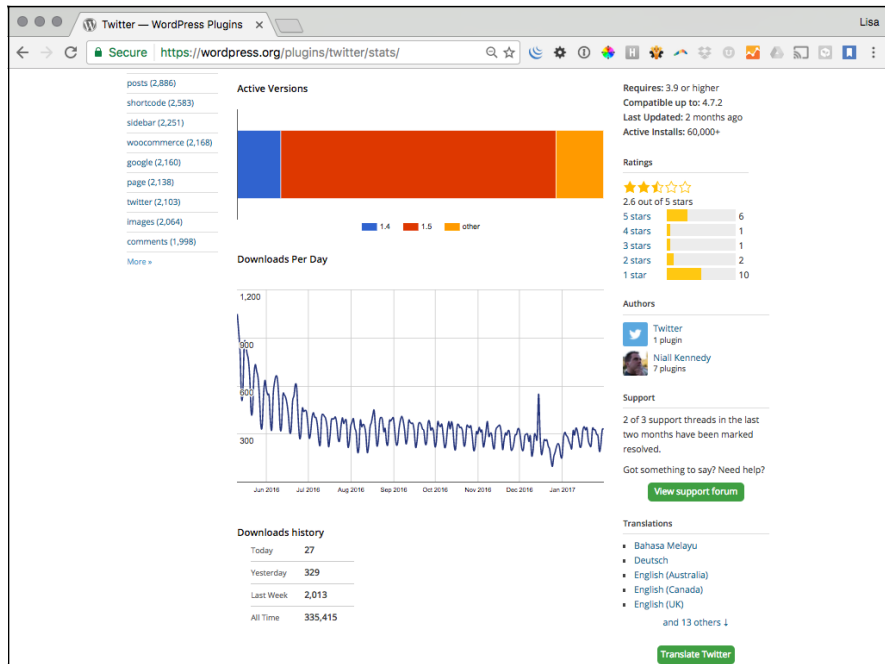 Twitter — WordPress Plugins
Lisa
Secure
https://wordpress.org/plugins/twitter/stats/
posts (2,886)
shortcode (2,583)
sidebar (2,251)
woocommerce (2,168)
google (2,160)
page (2,138)
twitter (2,103)
images (2,064)
comments (1,998)
More »
Active Versions
1.4
1.5
other
Downloads Per Day
1,200
900
600
300
Jun 2016
Jul 2016
Aug 2016
Sep 2016
Oct 2016
Nov 2016
Dec 2016
Jan 2017
Downloads history
Today 27
Yesterday 329
Last Week 2,013
All Time 335,415
Requires: 3.9 or higher
Compatible up to: 4.7.2
Last Updated: 2 months ago
Active Installs: 60,000+
Ratings
2.6 out of 5 stars
5 stars 6
4 stars 1
3 stars 1
2 stars 2
1 star 10
Authors
Twitter
1 plugin
Niall Kennedy
7 plugins
Support
2 of 3 support threads in the last
two months have been marked
resolved.
Got something to say? Need help?
View support forum
Translations
Bahasa Melayu
Deutsch
English (Australia)
English (Canada)
English (UK)
and 13 others ↓
Translate Twitter